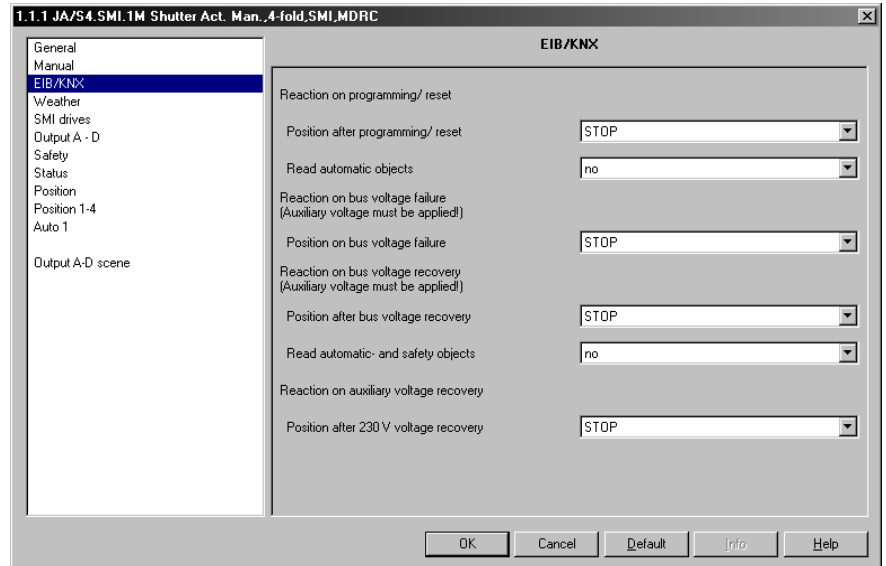 1.1.1 JA/S4.SMI.1M Shutter Act. Man.,4-fold,SMI,MDRC
General
Manual
EIB/KNX
Weather
SMI drives
Output A - D
Safety
Status
Position
Position 1-4
Auto 1
Output A-D scene
EIB/KNX
Reaction on programming/ reset
Position after programming/ reset STOP
Read automatic objects no
Reaction on bus voltage failure
(Auxiliary voltage must be applied!)
Position on bus voltage failure STOP
Reaction on bus voltage recovery
(Auxiliary voltage must be applied!)
Position after bus voltage recovery STOP
Read automatic- and safety objects no
Reaction on auxiliary voltage recovery
Position after 230 V voltage recovery STOP
OK Cancel Default Info Help